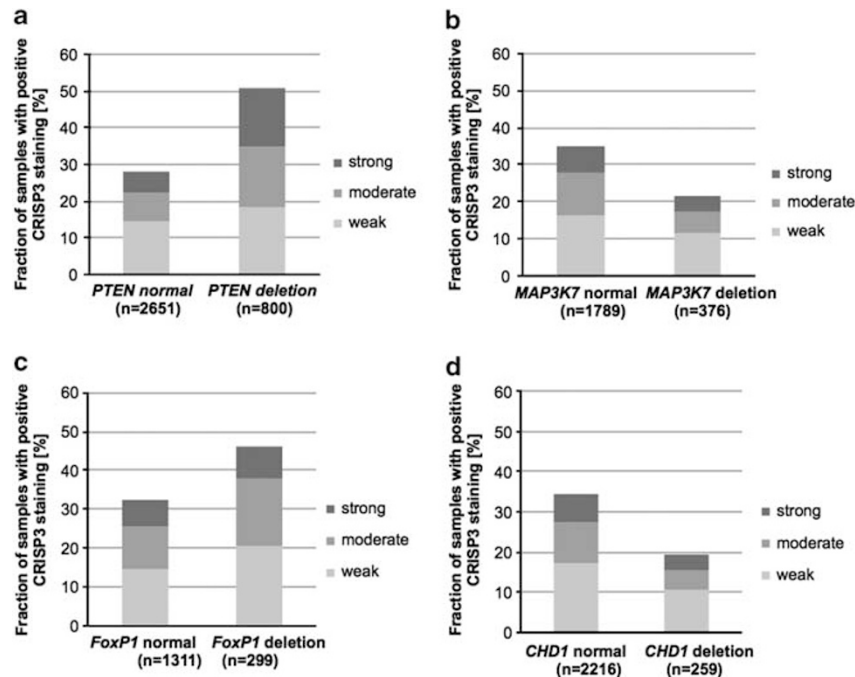 a
Fraction of samples with positive
CRISP3 staining [%]
60
50
40
30
20
10
0
strong
moderate
weak
PTEN normal PTEN deletion
(n=2651) (n=800)
b
Fraction of samples with positive
CRISP3 staining [%]
60
50
40
30
20
10
0
strong
moderate
weak
MAP3K7 normal MAP3K7 deletion
(n=1789) (n=376)
c
Fraction of samples with positive
CRISP3 staining [%]
60
50
40
30
20
10
0
strong
moderate
weak
FoxP1 normal FoxP1 deletion
(n=1311) (n=299)
d
Fraction of samples with positive
CRISP3 staining [%]
60
50
40
30
20
10
0
strong
moderate
weak
CHD1 normal CHD1 deletion
(n=2216) (n=259)